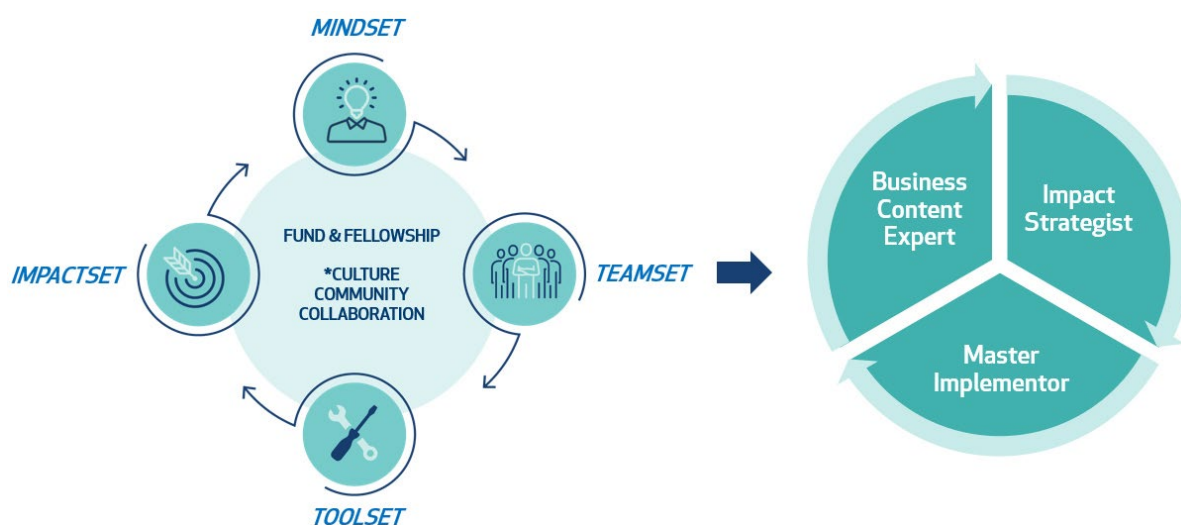 MINDSET
IMPACTSET
FUND & FELLOWSHIP
*CULTURE
COMMUNITY
COLLABORATION
TEAMSET
TOOLSET
Business
Content
Expert
Impact
Strategist
Master
Implementor